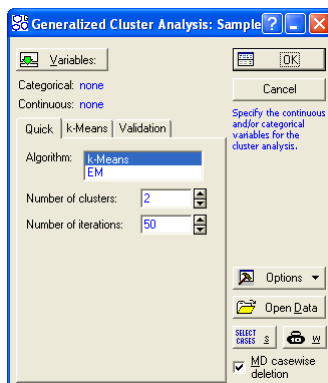 Generalized Cluster Analysis: Sample
Variables:
Categorical: none
Continuous: none
Quick
k-Means
Validation
Algorithm:
k-Means
EM
Number of clusters:
2
Number of iterations:
50
OK
Cancel
Specify the continuous
and/or categorical
variables for the
cluster analysis.
Options
Open Data
SELECT
CASES
S
W
MD casewise
deletion